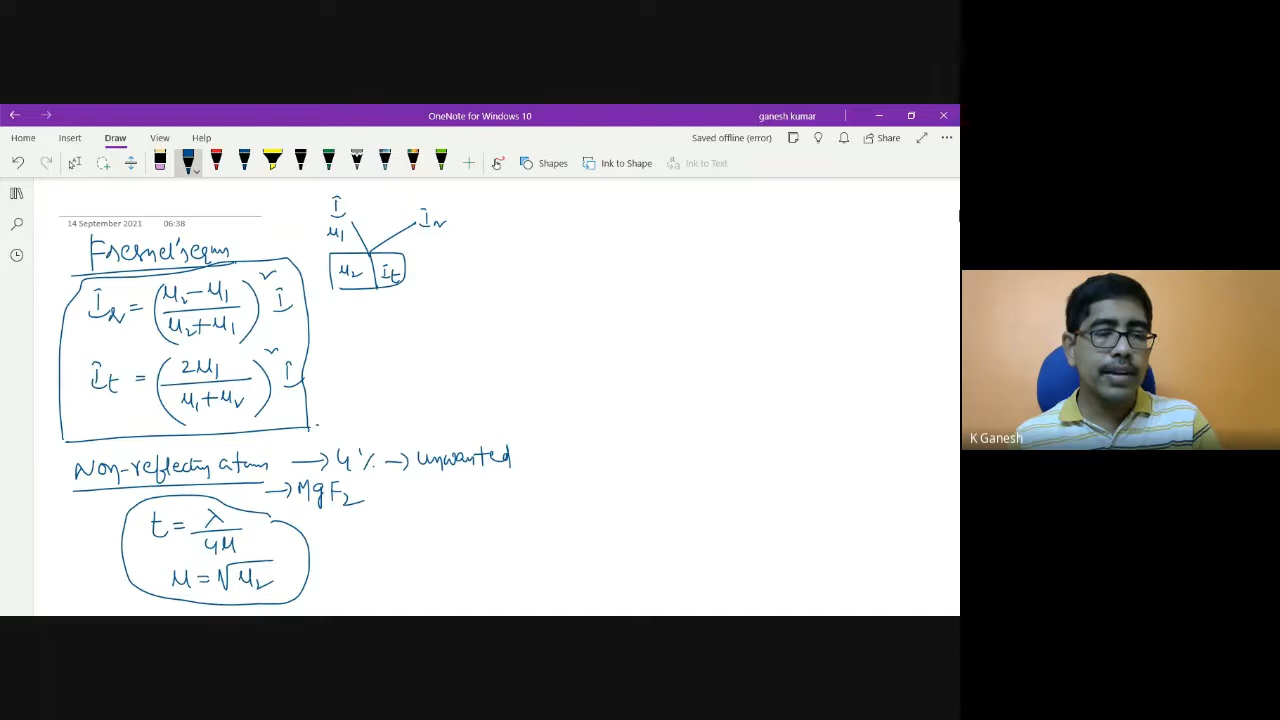 OneNote for Windows 10
ganesh kumar
Home Insert Draw View Help
Saved offline (error)
Share
Shapes
Ink to Shape
Ink to Text
14 September 2021 06:38
Fresnel's eqns
I
μ1
Ir
μ2 It
Ir = (μ2 - μ1 / μ2 + μ1)² I
It = (2μ1 / μ1 + μ2)² I
Non-reflecting → 4% → unwanted
→ MgF2
t = λ / 4μ
μ = √μ2
K Ganesh